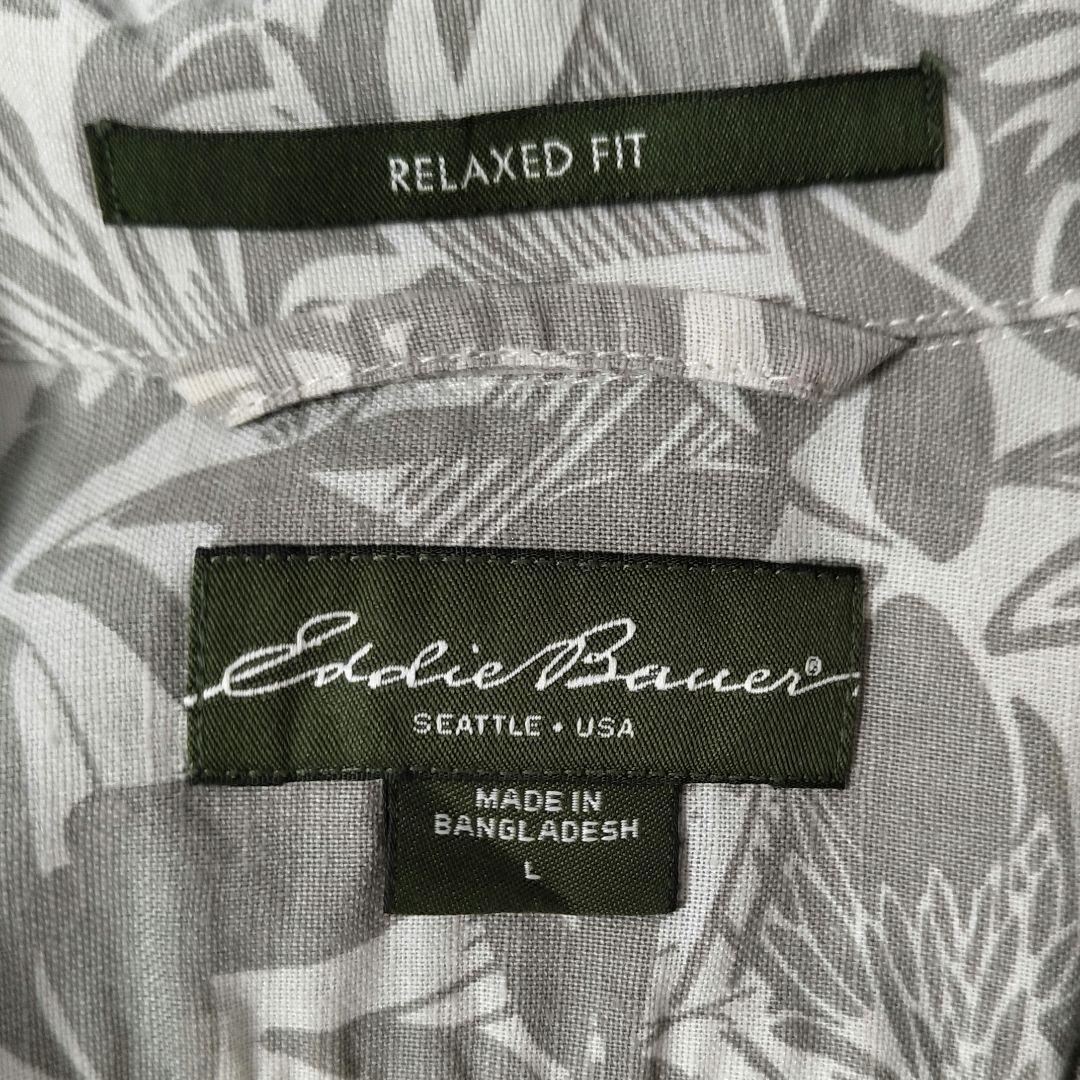 RELAXED FIT
Eddie Bauer®
SEATTLE • USA
MADE IN
BANGLADESH
L